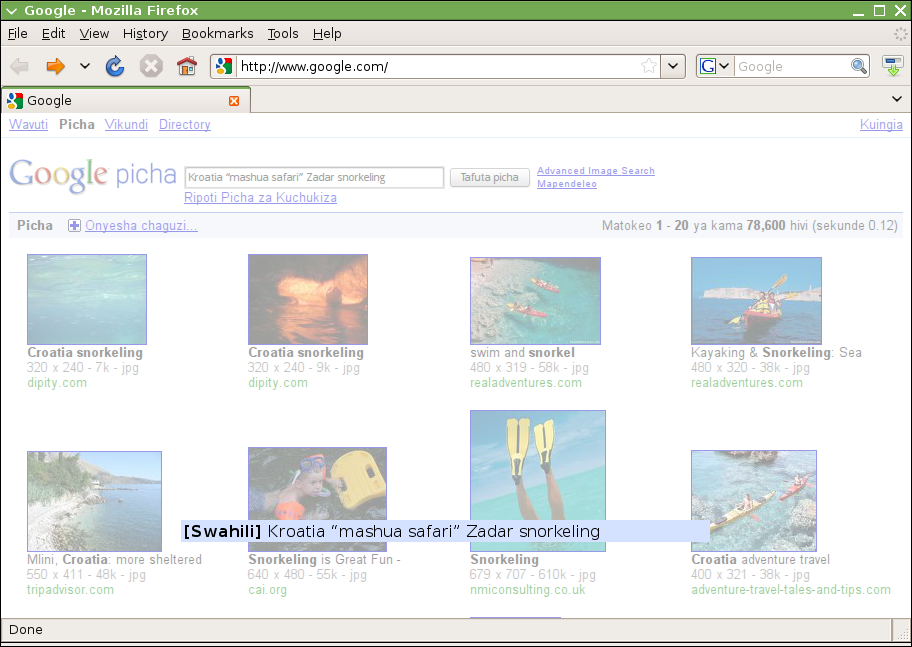 Google - Mozilla Firefox
File Edit View History Bookmarks Tools Help
http://www.google.com/
G Google
Google
Wavuti Picha Vikundi Directory Kuingia
Google picha Kroatia “mashua safari” Zadar snorkeling Tafuta picha Advanced Image Search
Mapendeleo
Ripoti Picha za Kuchukiza
Picha Onyesha chaguzi... Matokeo 1 - 20 ya kama 78,600 hivi (sekunde 0.12)
Croatia snorkeling Croatia snorkeling swim and snorkel Kayaking & Snorkeling: Sea
320 x 240 - 7k - jpg 320 x 240 - 9k - jpg 480 x 319 - 58k - jpg 480 x 320 - 38k - jpg
dipity.com dipity.com realadventures.com realadventures.com
[Swahili] Kroatia “mashua safari” Zadar snorkeling
Mlini, Croatia: more sheltered Snorkeling is Great Fun - Snorkeling Croatia adventure travel
550 x 411 - 48k - jpg 640 x 480 - 55k - jpg 679 x 707 - 610k - jpg 400 x 321 - 38k - jpg
tripadvisor.com cai.org nmiconsulting.co.uk adventure-travel-tales-and-tips.com
Done